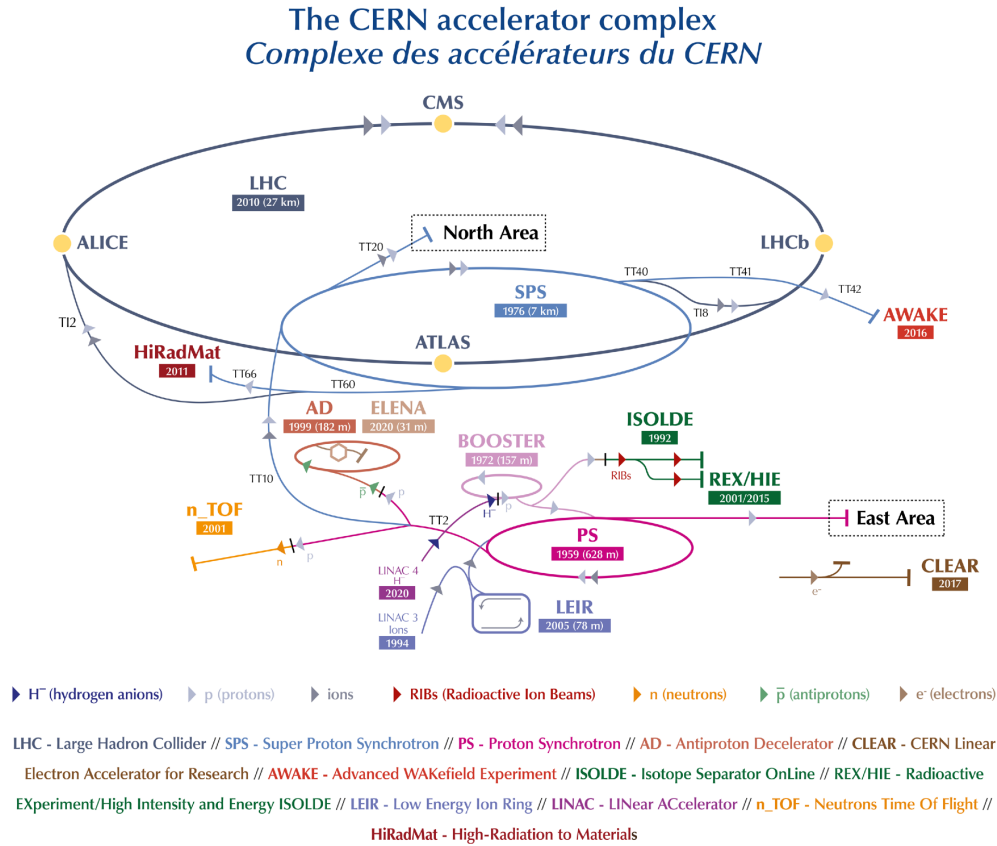 The CERN accelerator complex
Complexe des accélérateurs du CERN
CMS
LHC
2010 (27 km)
North Area
TT20
ALICE
LHCb
TT40
TT41
SPS
1976 (7 km)
TT42
TI8
AWAKE
2016
TI2
ATLAS
HiRadMat
2011
TT66
TT60
AD
1999 (182 m)
ELENA
2020 (31 m)
ISOLDE
1992
BOOSTER
1972 (157 m)
RIBs
REX/HIE
2001/2015
TT10
p̅
p
H⁻
p
n_TOF
2001
TT2
East Area
PS
1959 (628 m)
n
p
LINAC 4
H⁻
2020
CLEAR
2017
e⁻
LEIR
2005 (78 m)
LINAC 3
Ions
1994
H⁻ (hydrogen anions)
p (protons)
ions
RIBs (Radioactive Ion Beams)
n (neutrons)
p̅ (antiprotons)
e⁻ (electrons)
LHC - Large Hadron Collider // SPS - Super Proton Synchrotron // PS - Proton Synchrotron // AD - Antiproton Decelerator // CLEAR - CERN Linear
Electron Accelerator for Research // AWAKE - Advanced WAKefield Experiment // ISOLDE - Isotope Separator OnLine // REX/HIE - Radioactive
EXperiment/High Intensity and Energy ISOLDE // LEIR - Low Energy Ion Ring // LINAC - LINear ACcelerator // n_TOF - Neutrons Time Of Flight //
HiRadMat - High-Radiation to Materials